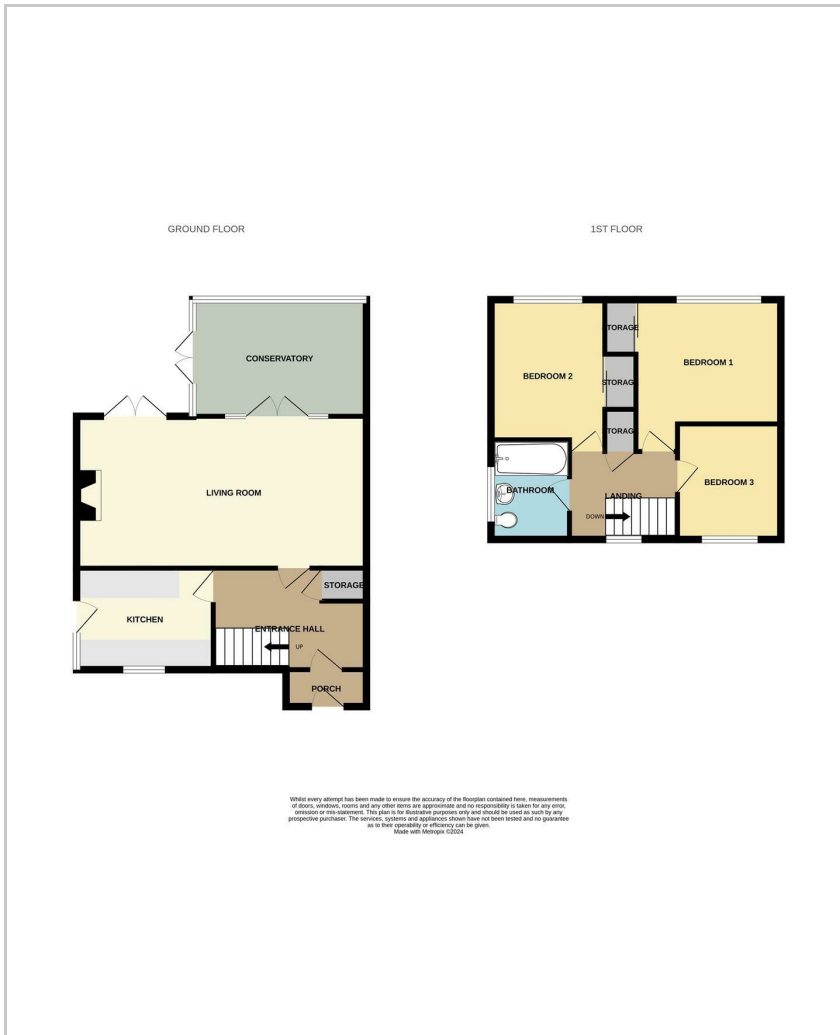 GROUND FLOOR
CONSERVATORY
LIVING ROOM
STORAGE
KITCHEN
ENTRANCE HALL
UP
PORCH
1ST FLOOR
STORAGE
BEDROOM 1
BEDROOM 2
STORAGE
STORAGE
BEDROOM 3
BATHROOM
LANDING
DOWN
Whilst every attempt has been made to ensure the accuracy of the floorplan contained here, measurements
of doors, windows, rooms and any other items are approximate and no responsibility is taken for any error,
omission or mis-statement. This plan is for illustrative purposes only and should be used as such by any
prospective purchaser. The services, systems and appliances shown have not been tested and no guarantee
as to their operability or efficiency can be given.
Made with Metropix ©2024